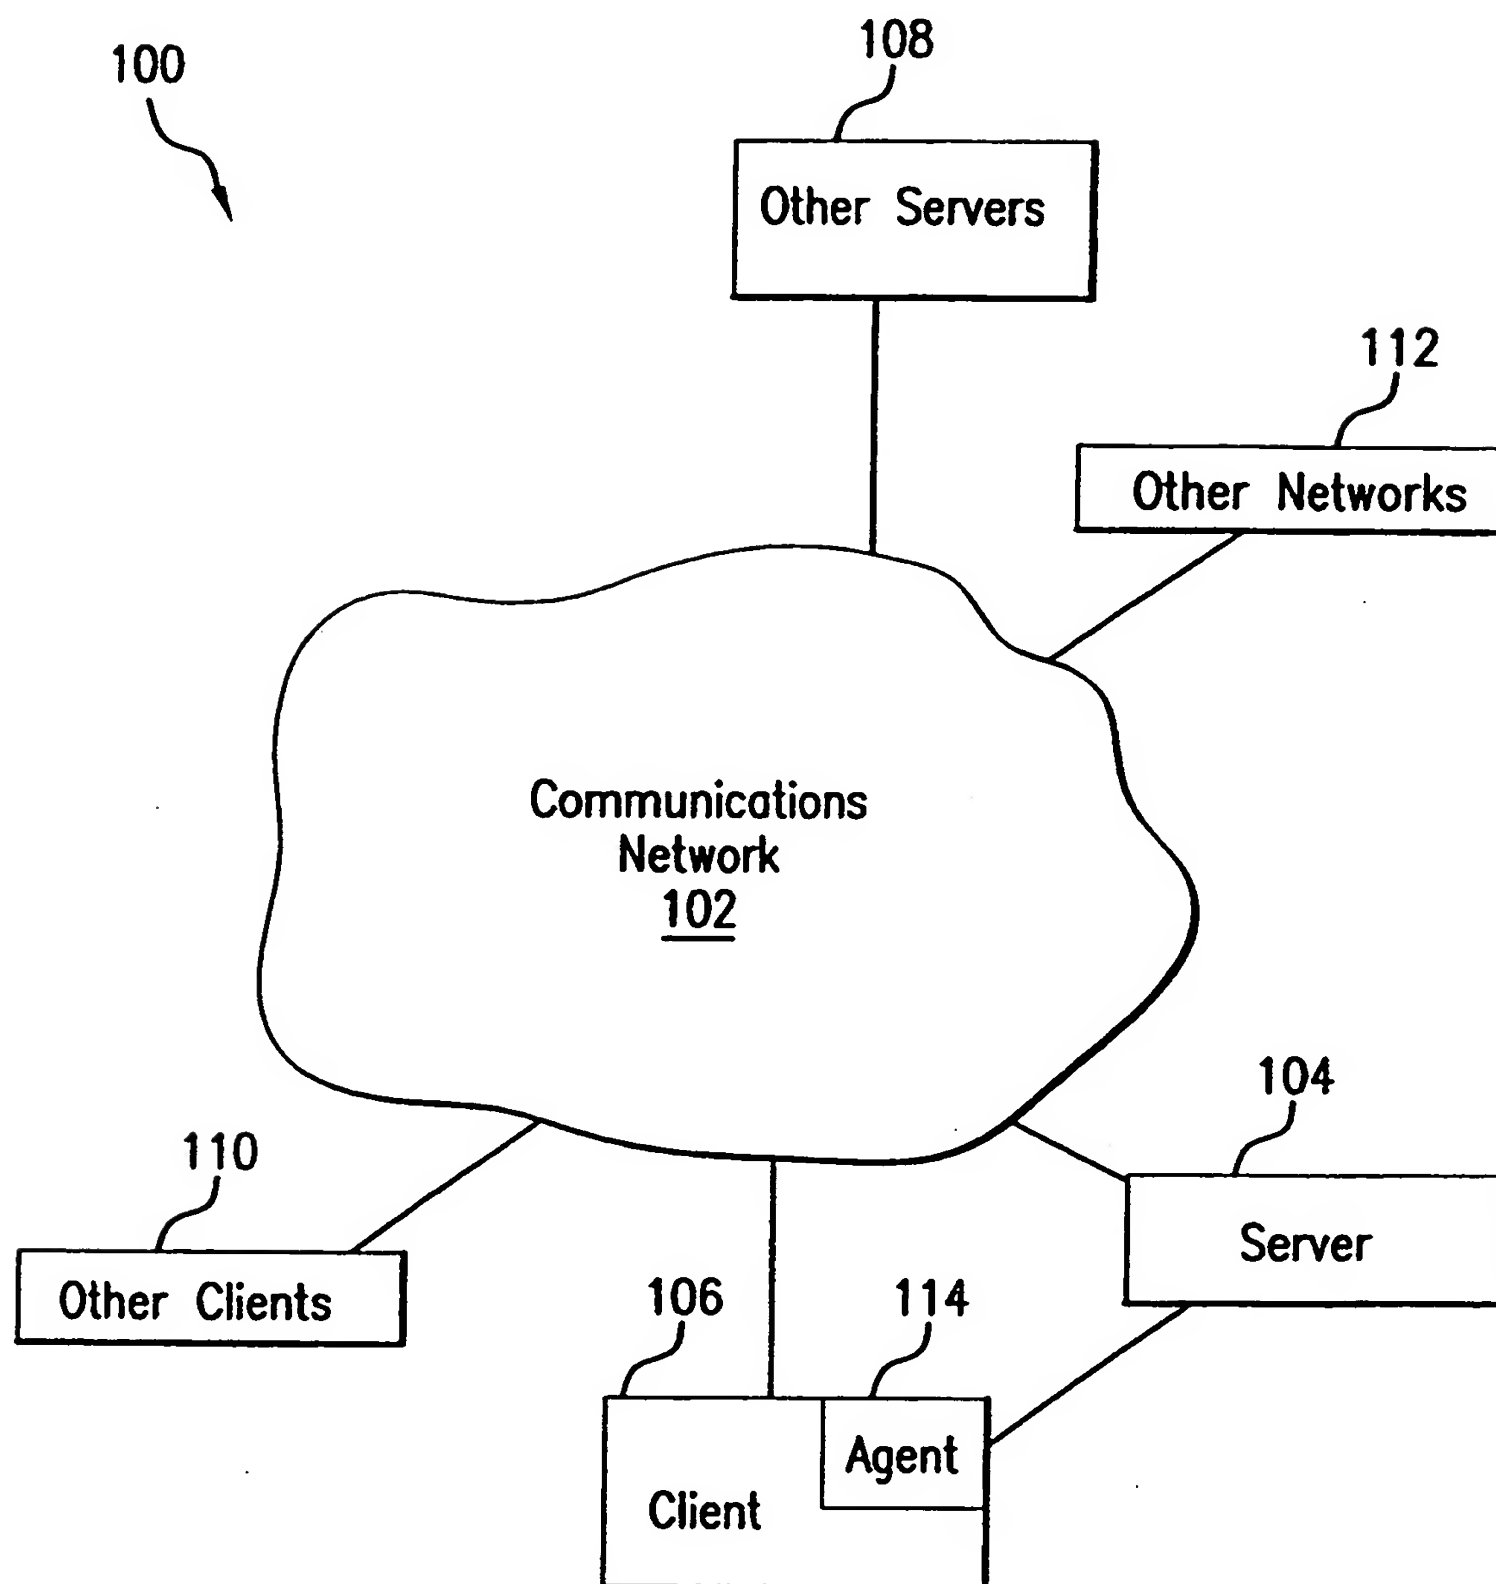 100
108
Other Servers
112
Other Networks
Communications
Network
102
104
Server
110
Other Clients
106
114
Agent
Client